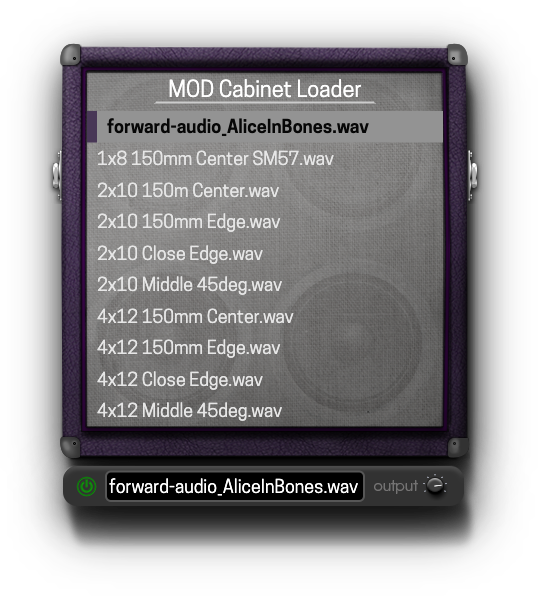 MOD Cabinet Loader
forward-audio_AliceInBones.wav
1x8 150mm Center SM57.wav
2x10 150m Center.wav
2x10 150mm Edge.wav
2x10 Close Edge.wav
2x10 Middle 45deg.wav
4x12 150mm Center.wav
4x12 150mm Edge.wav
4x12 Close Edge.wav
4x12 Middle 45deg.wav
forward-audio_AliceInBones.wav output